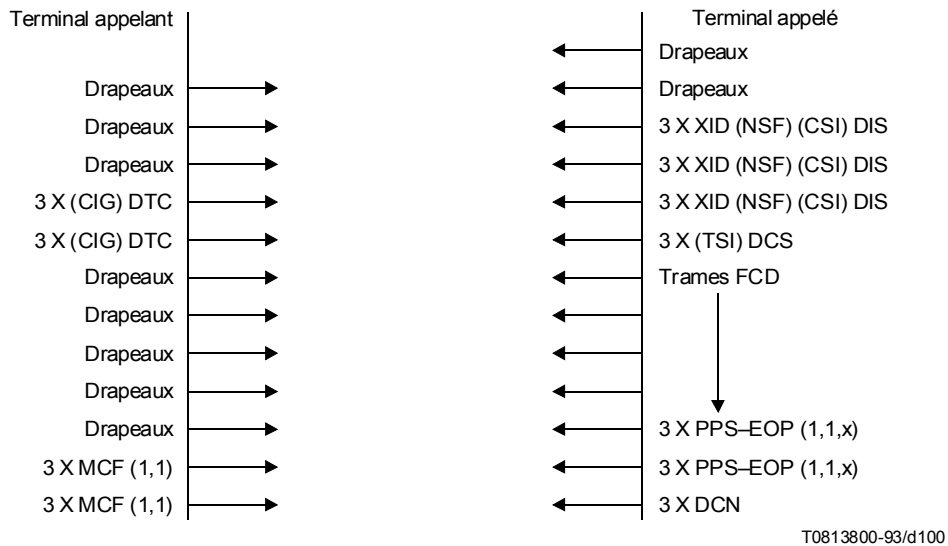 Terminal appelant Terminal appelé
Drapeaux
Drapeaux Drapeaux
Drapeaux 3 X XID (NSF) (CSI) DIS
Drapeaux 3 X XID (NSF) (CSI) DIS
3 X (CIG) DTC 3 X XID (NSF) (CSI) DIS
3 X (CIG) DTC 3 X (TSI) DCS
Drapeaux Trames FCD
Drapeaux
Drapeaux
Drapeaux
Drapeaux 3 X PPS–EOP (1,1,x)
3 X MCF (1,1) 3 X PPS–EOP (1,1,x)
3 X MCF (1,1) 3 X DCN
T0813800-93/d100